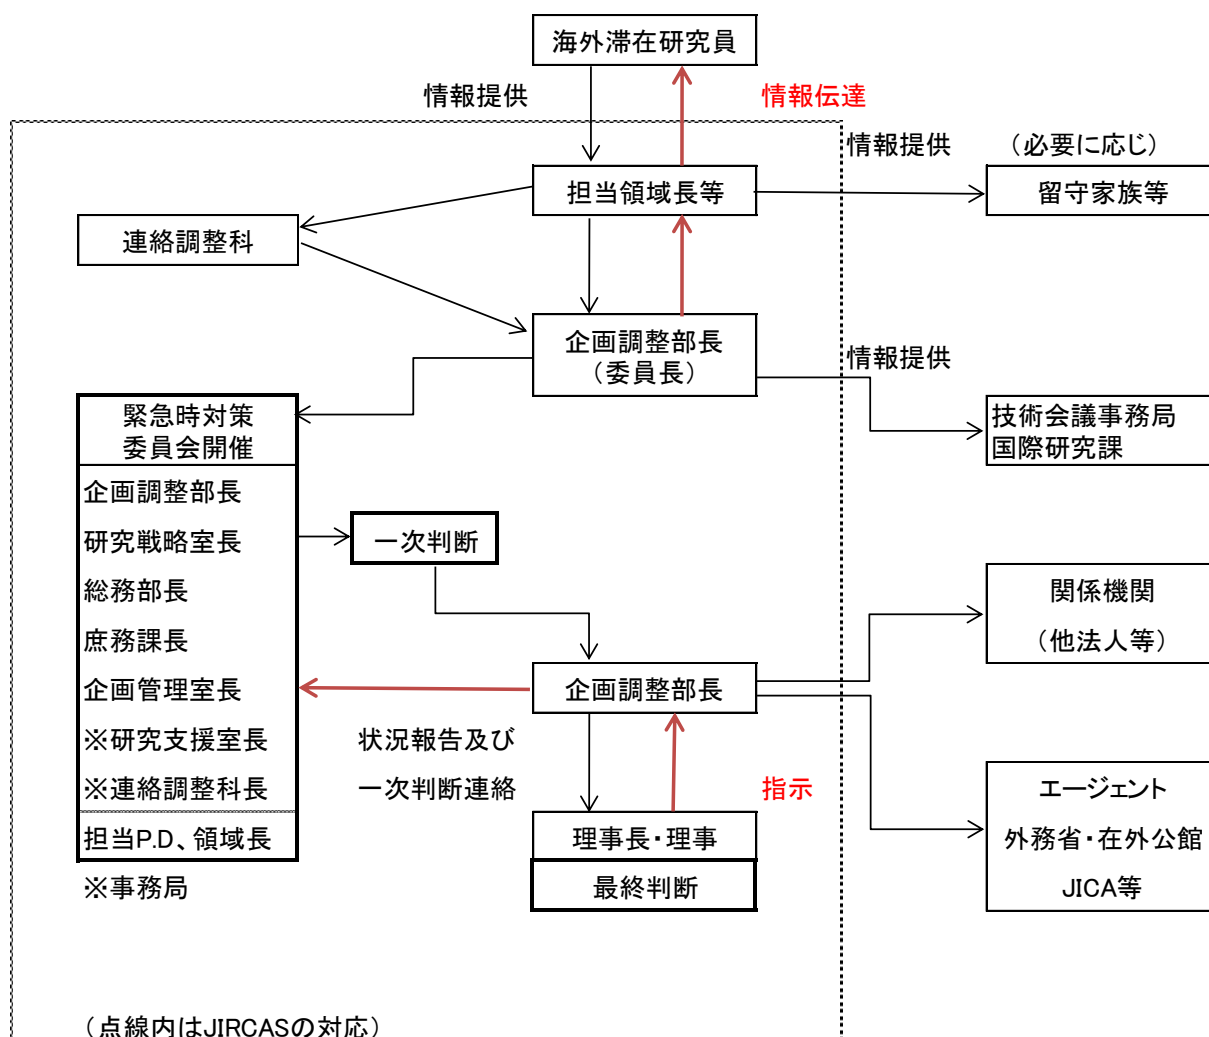 海外滞在研究員
情報提供
情報伝達
情報提供
（必要に応じ）
担当領域長等
留守家族等
連絡調整科
企画調整部長
（委員長）
情報提供
緊急時対策
委員会開催
技術会議事務局
国際研究課
企画調整部長
研究戦略室長
一次判断
総務部長
関係機関
（他法人等）
庶務課長
企画管理室長
企画調整部長
※研究支援室長
状況報告及び
※連絡調整科長
一次判断連絡
指示
エージェント
外務省・在外公館
JICA等
担当P.D、領域長
理事長・理事
※事務局
最終判断
（点線内はJIRCASの対応）